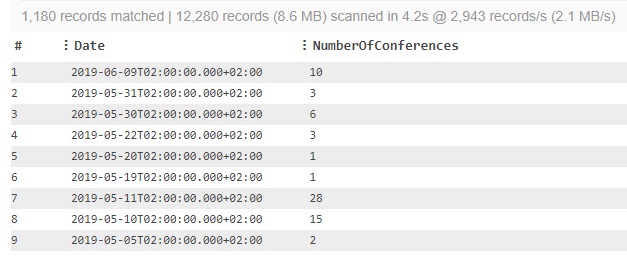 1,180 records matched | 12,280 records (8.6 MB) scanned in 4.2s @ 2,943 records/s (2.1 MB/s)
# Date NumberOfConferences
1 2019-06-09T02:00:00.000+02:00 10
2 2019-05-31T02:00:00.000+02:00 3
3 2019-05-30T02:00:00.000+02:00 6
4 2019-05-22T02:00:00.000+02:00 3
5 2019-05-20T02:00:00.000+02:00 1
6 2019-05-19T02:00:00.000+02:00 1
7 2019-05-11T02:00:00.000+02:00 28
8 2019-05-10T02:00:00.000+02:00 15
9 2019-05-05T02:00:00.000+02:00 2